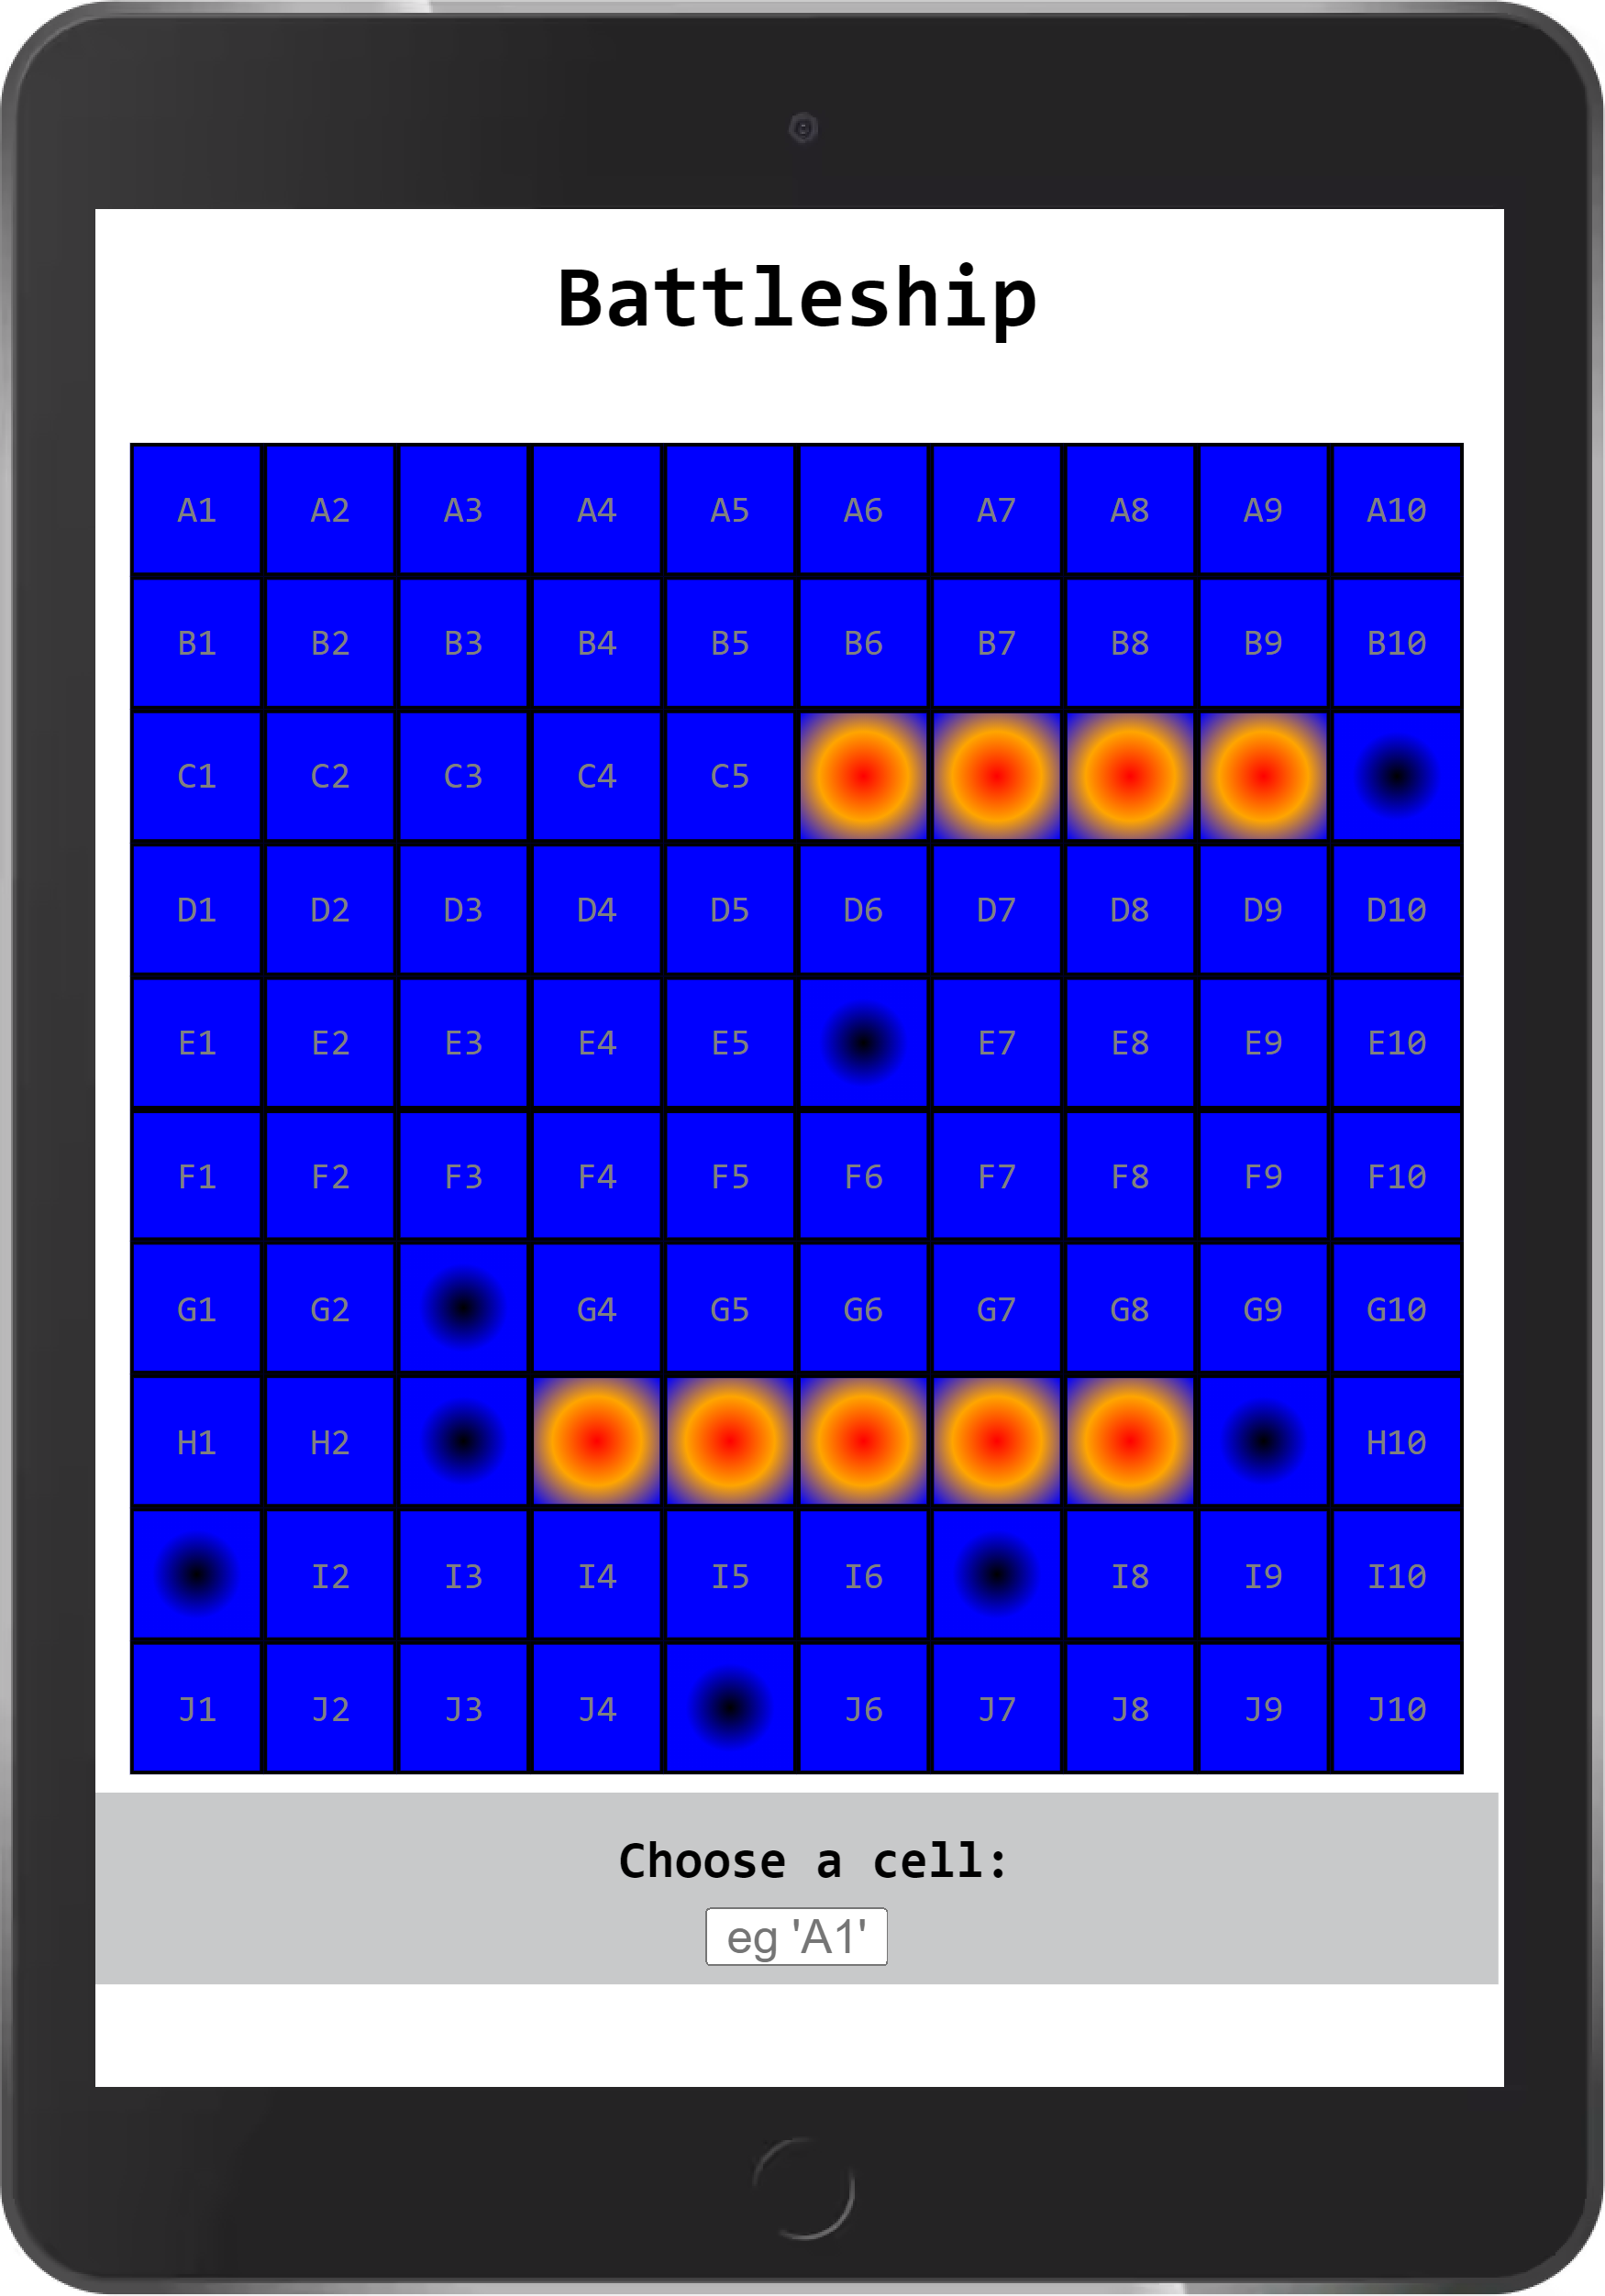 Battleship
A1 A2 A3 A4 A5 A6 A7 A8 A9 A10
B1 B2 B3 B4 B5 B6 B7 B8 B9 B10
C1 C2 C3 C4 C5
D1 D2 D3 D4 D5 D6 D7 D8 D9 D10
E1 E2 E3 E4 E5 E7 E8 E9 E10
F1 F2 F3 F4 F5 F6 F7 F8 F9 F10
G1 G2 G4 G5 G6 G7 G8 G9 G10
H1 H2 H10
I2 I3 I4 I5 I6 I8 I9 I10
J1 J2 J3 J4 J6 J7 J8 J9 J10
Choose a cell:
eg 'A1'